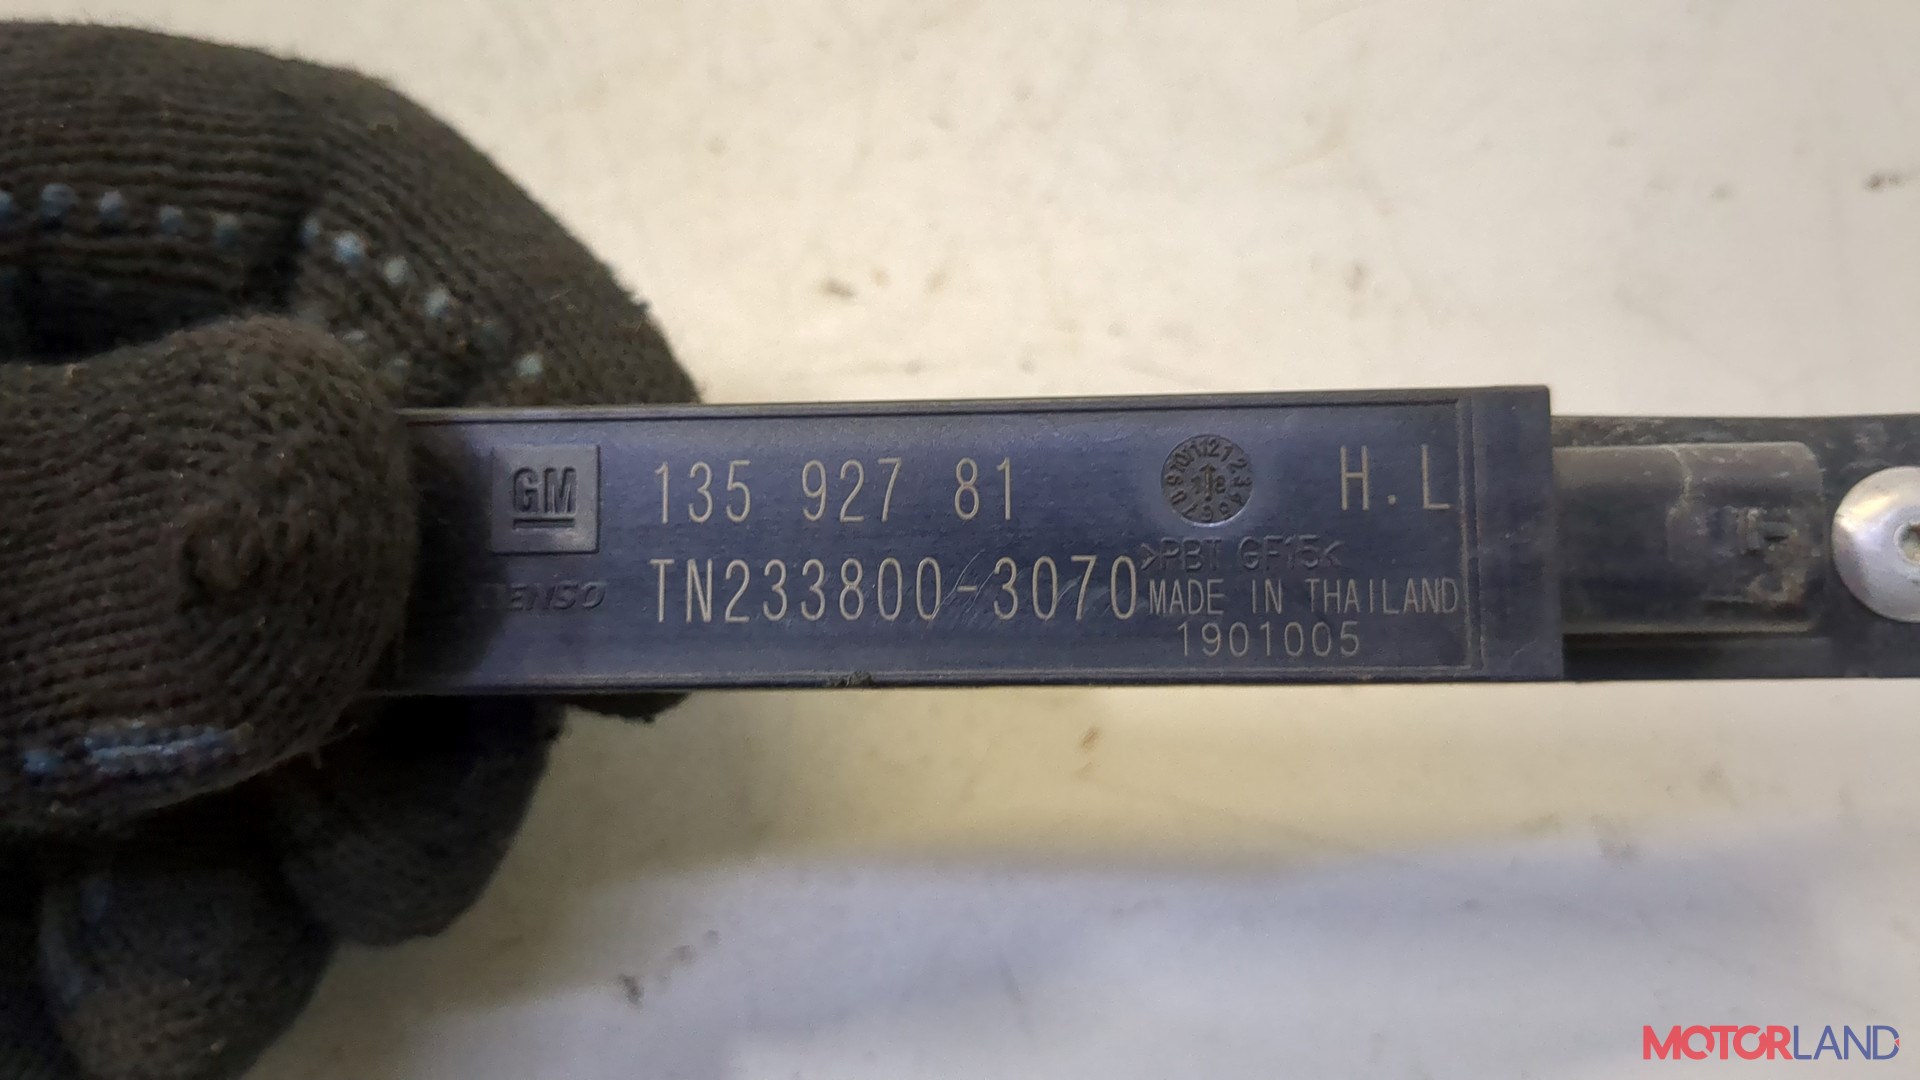 GM 135 927 81 H.L
DENSO TN233800-3070
>PBT GF15<
MADE IN THAILAND
1901005
MOTORLAND